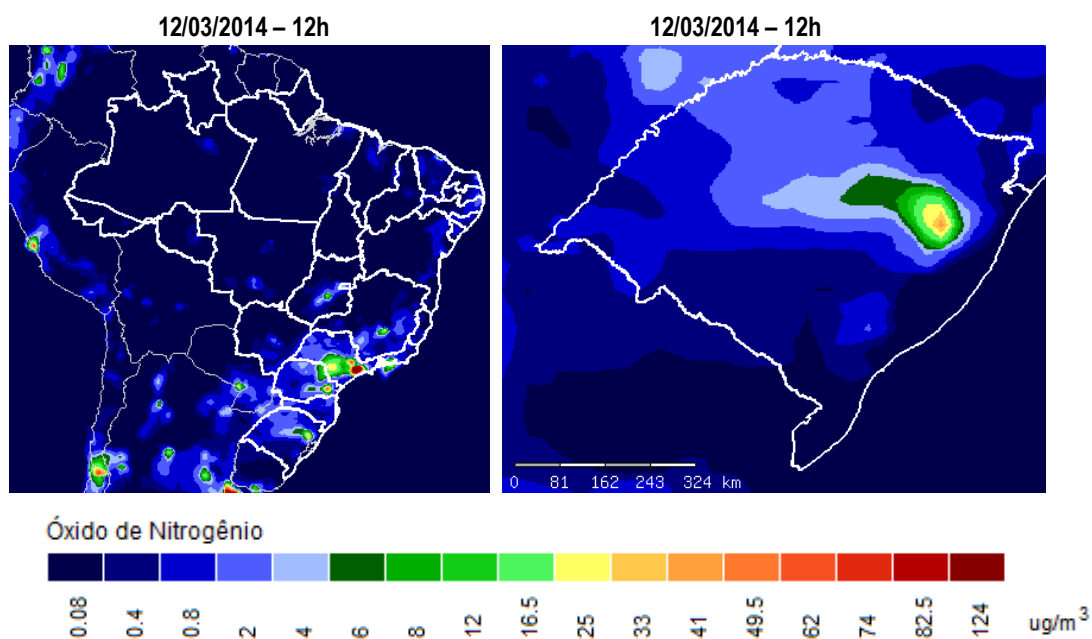 12/03/2014 – 12h
12/03/2014 – 12h
0 81 162 243 324 km
Óxido de Nitrogênio
0.08 0.4 0.8 2 4 6 8 12 16.5 25 33 41 49.5 62 74 82.5 124 ug/m³